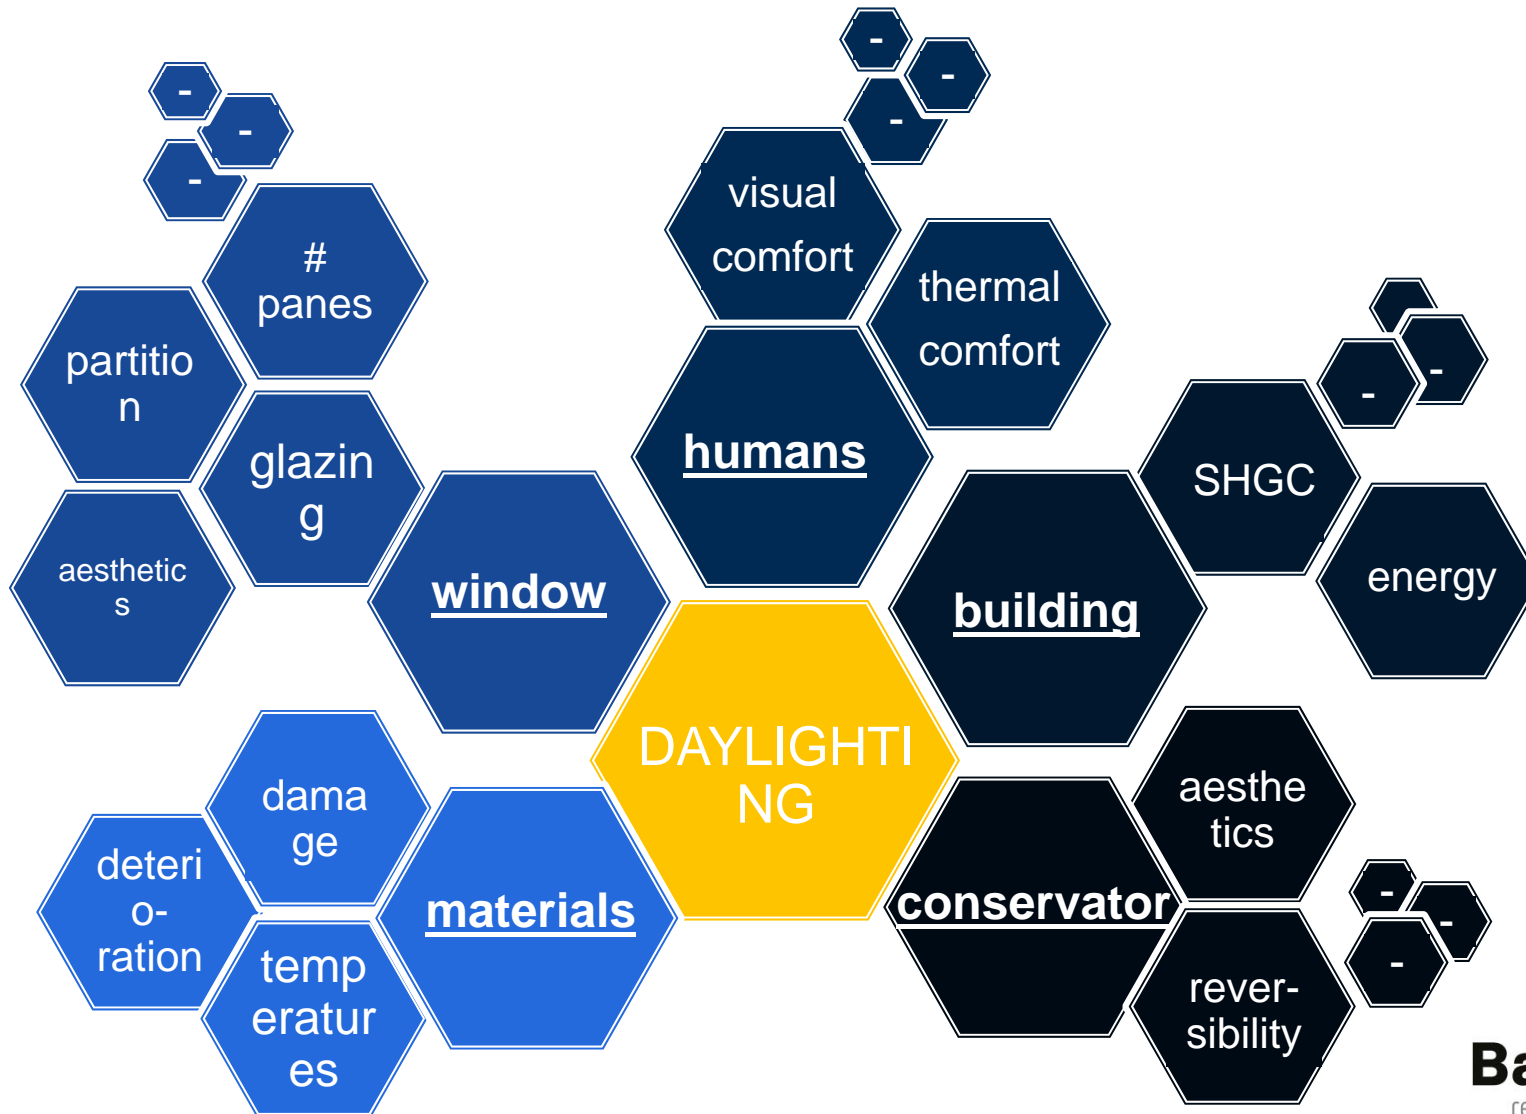 -
-
-
#
panes
partitio
n
glazin
g
aesthetic
s
window
-
-
-
visual
comfort
thermal
comfort
humans
-
-
SHGC
energy
building
DAYLIGHTI
NG
dama
ge
deteri
o-
ration
temp
eratur
es
materials
aesthe
tics
conservator
rever-
sibility
-
-
-
Ba